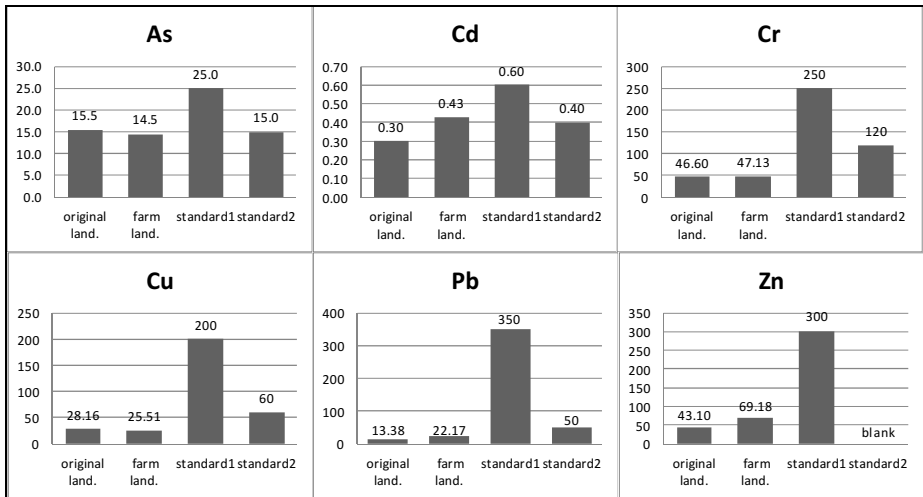 As
30.0
25.0
20.0
15.0
10.0
5.0
0.0
15.5
14.5
25.0
15.0
original land.
farm land.
standard1
standard2
Cd
0.70
0.60
0.50
0.40
0.30
0.20
0.10
0.00
0.30
0.43
0.60
0.40
original land.
farm land.
standard1
standard2
Cr
300
250
200
150
100
50
0
46.60
47.13
250
120
original land.
farm land.
standard1
standard2
Cu
250
200
150
100
50
0
28.16
25.51
200
60
original land.
farm land.
standard1
standard2
Pb
400
300
200
100
0
13.38
22.17
350
50
original land.
farm land.
standard1
standard2
Zn
350
300
250
200
150
100
50
0
43.10
69.18
300
blank
original land.
farm land.
standard1
standard2